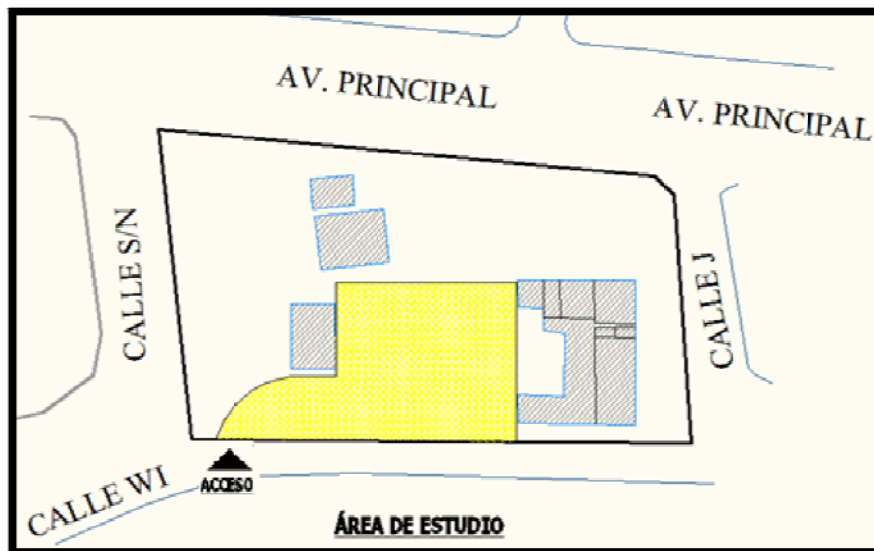 AV. PRINCIPAL
AV. PRINCIPAL
CALLE S/N
CALLE J
CALLE WI
ACCESO
ÁREA DE ESTUDIO